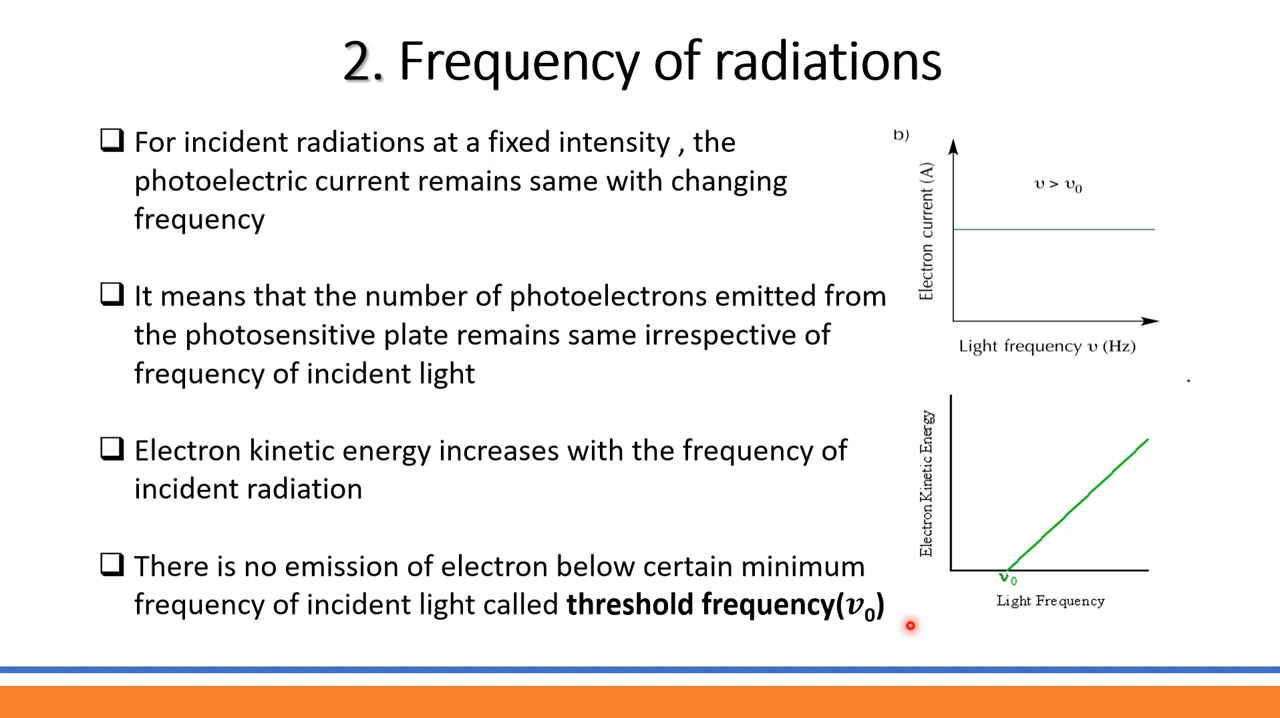 2. Frequency of radiations
❑ For incident radiations at a fixed intensity , the
photoelectric current remains same with changing
frequency
❑ It means that the number of photoelectrons emitted from
the photosensitive plate remains same irrespective of
frequency of incident light
❑ Electron kinetic energy increases with the frequency of
incident radiation
❑ There is no emission of electron below certain minimum
frequency of incident light called threshold frequency(υ₀)
b)
Electron current (A)
υ > υ₀
Light frequency υ (Hz)
Electron Kinetic Energy
ν₀
Light Frequency